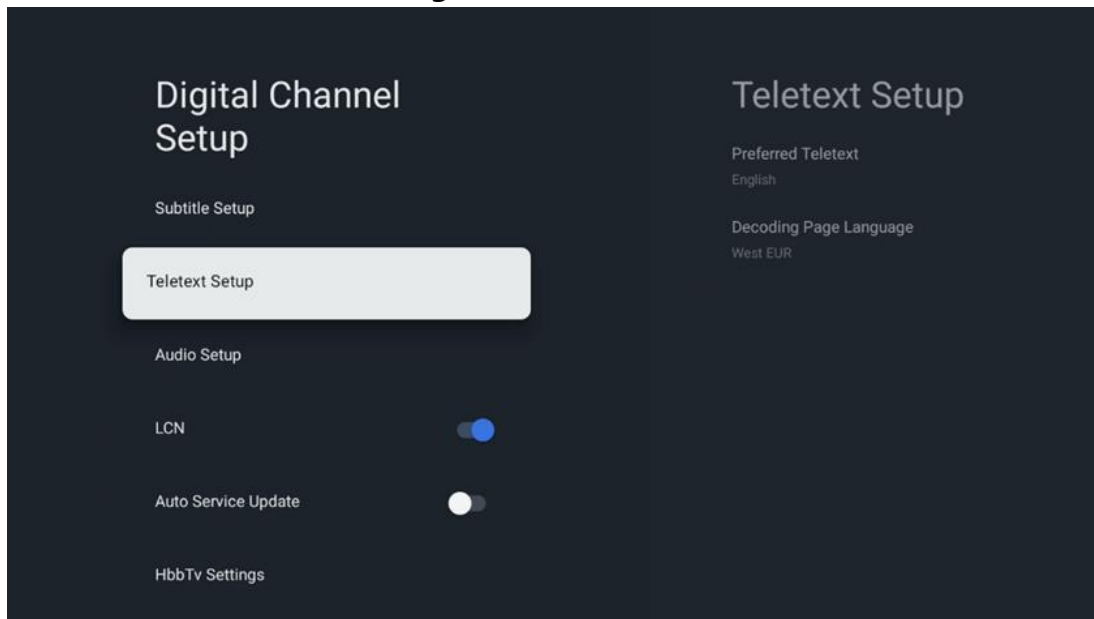 Digital Channel
Setup
Subtitle Setup
Teletext Setup
Audio Setup
LCN
Auto Service Update
HbbTv Settings
Teletext Setup
Preferred Teletext
English
Decoding Page Language
West EUR